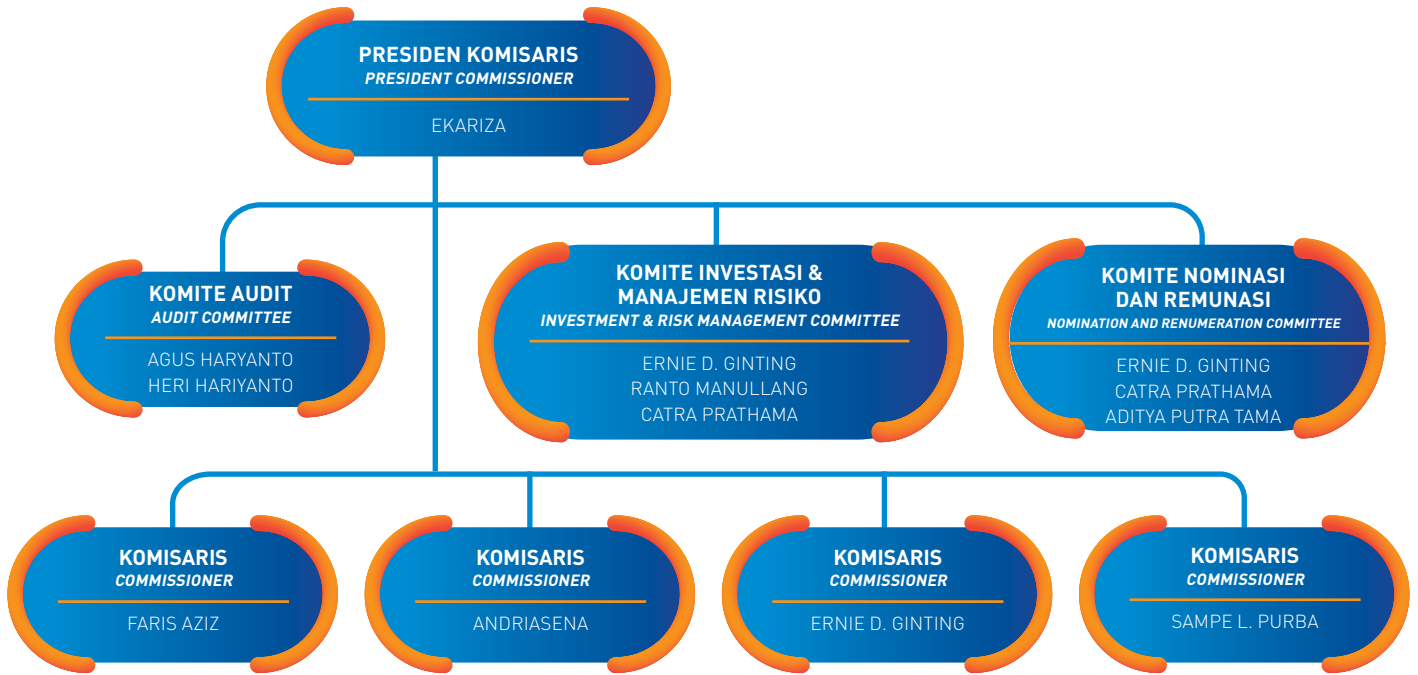 PRESIDEN KOMISARIS
PRESIDENT COMMISSIONER
EKARIZA
KOMITE AUDIT
AUDIT COMMITTEE
AGUS HARYANTO
HERI HARIYANTO
KOMITE INVESTASI &
MANAJEMEN RISIKO
INVESTMENT & RISK MANAGEMENT COMMITTEE
ERNIE D. GINTING
RANTO MANULLANG
CATRA PRATHAMA
KOMITE NOMINASI
DAN REMUNASI
NOMINATION AND RENUMERATION COMMITTEE
ERNIE D. GINTING
CATRA PRATHAMA
ADITYA PUTRA TAMA
KOMISARIS
COMMISSIONER
FARIS AZIZ
KOMISARIS
COMMISSIONER
ANDRIASENA
KOMISARIS
COMMISSIONER
ERNIE D. GINTING
KOMISARIS
COMMISSIONER
SAMPE L. PURBA